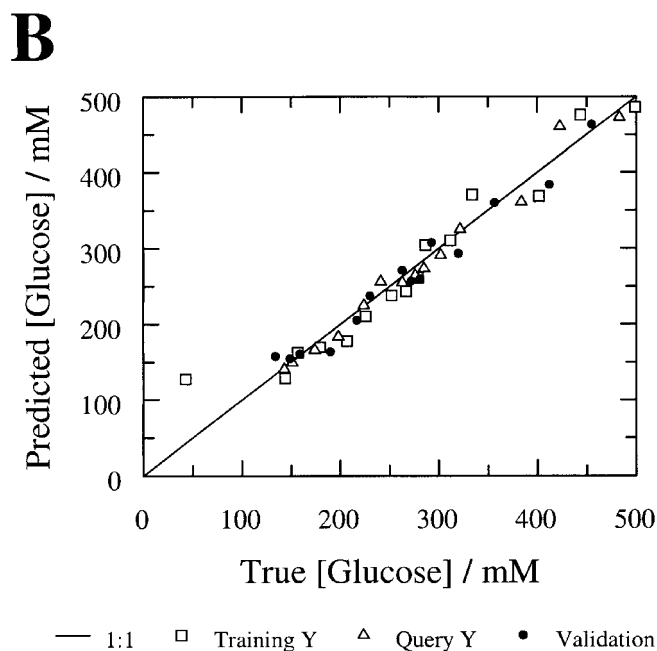 B
Predicted [Glucose] / mM
500
400
300
200
100
0
0 100 200 300 400 500
True [Glucose] / mM
1:1 Training Y Query Y Validation